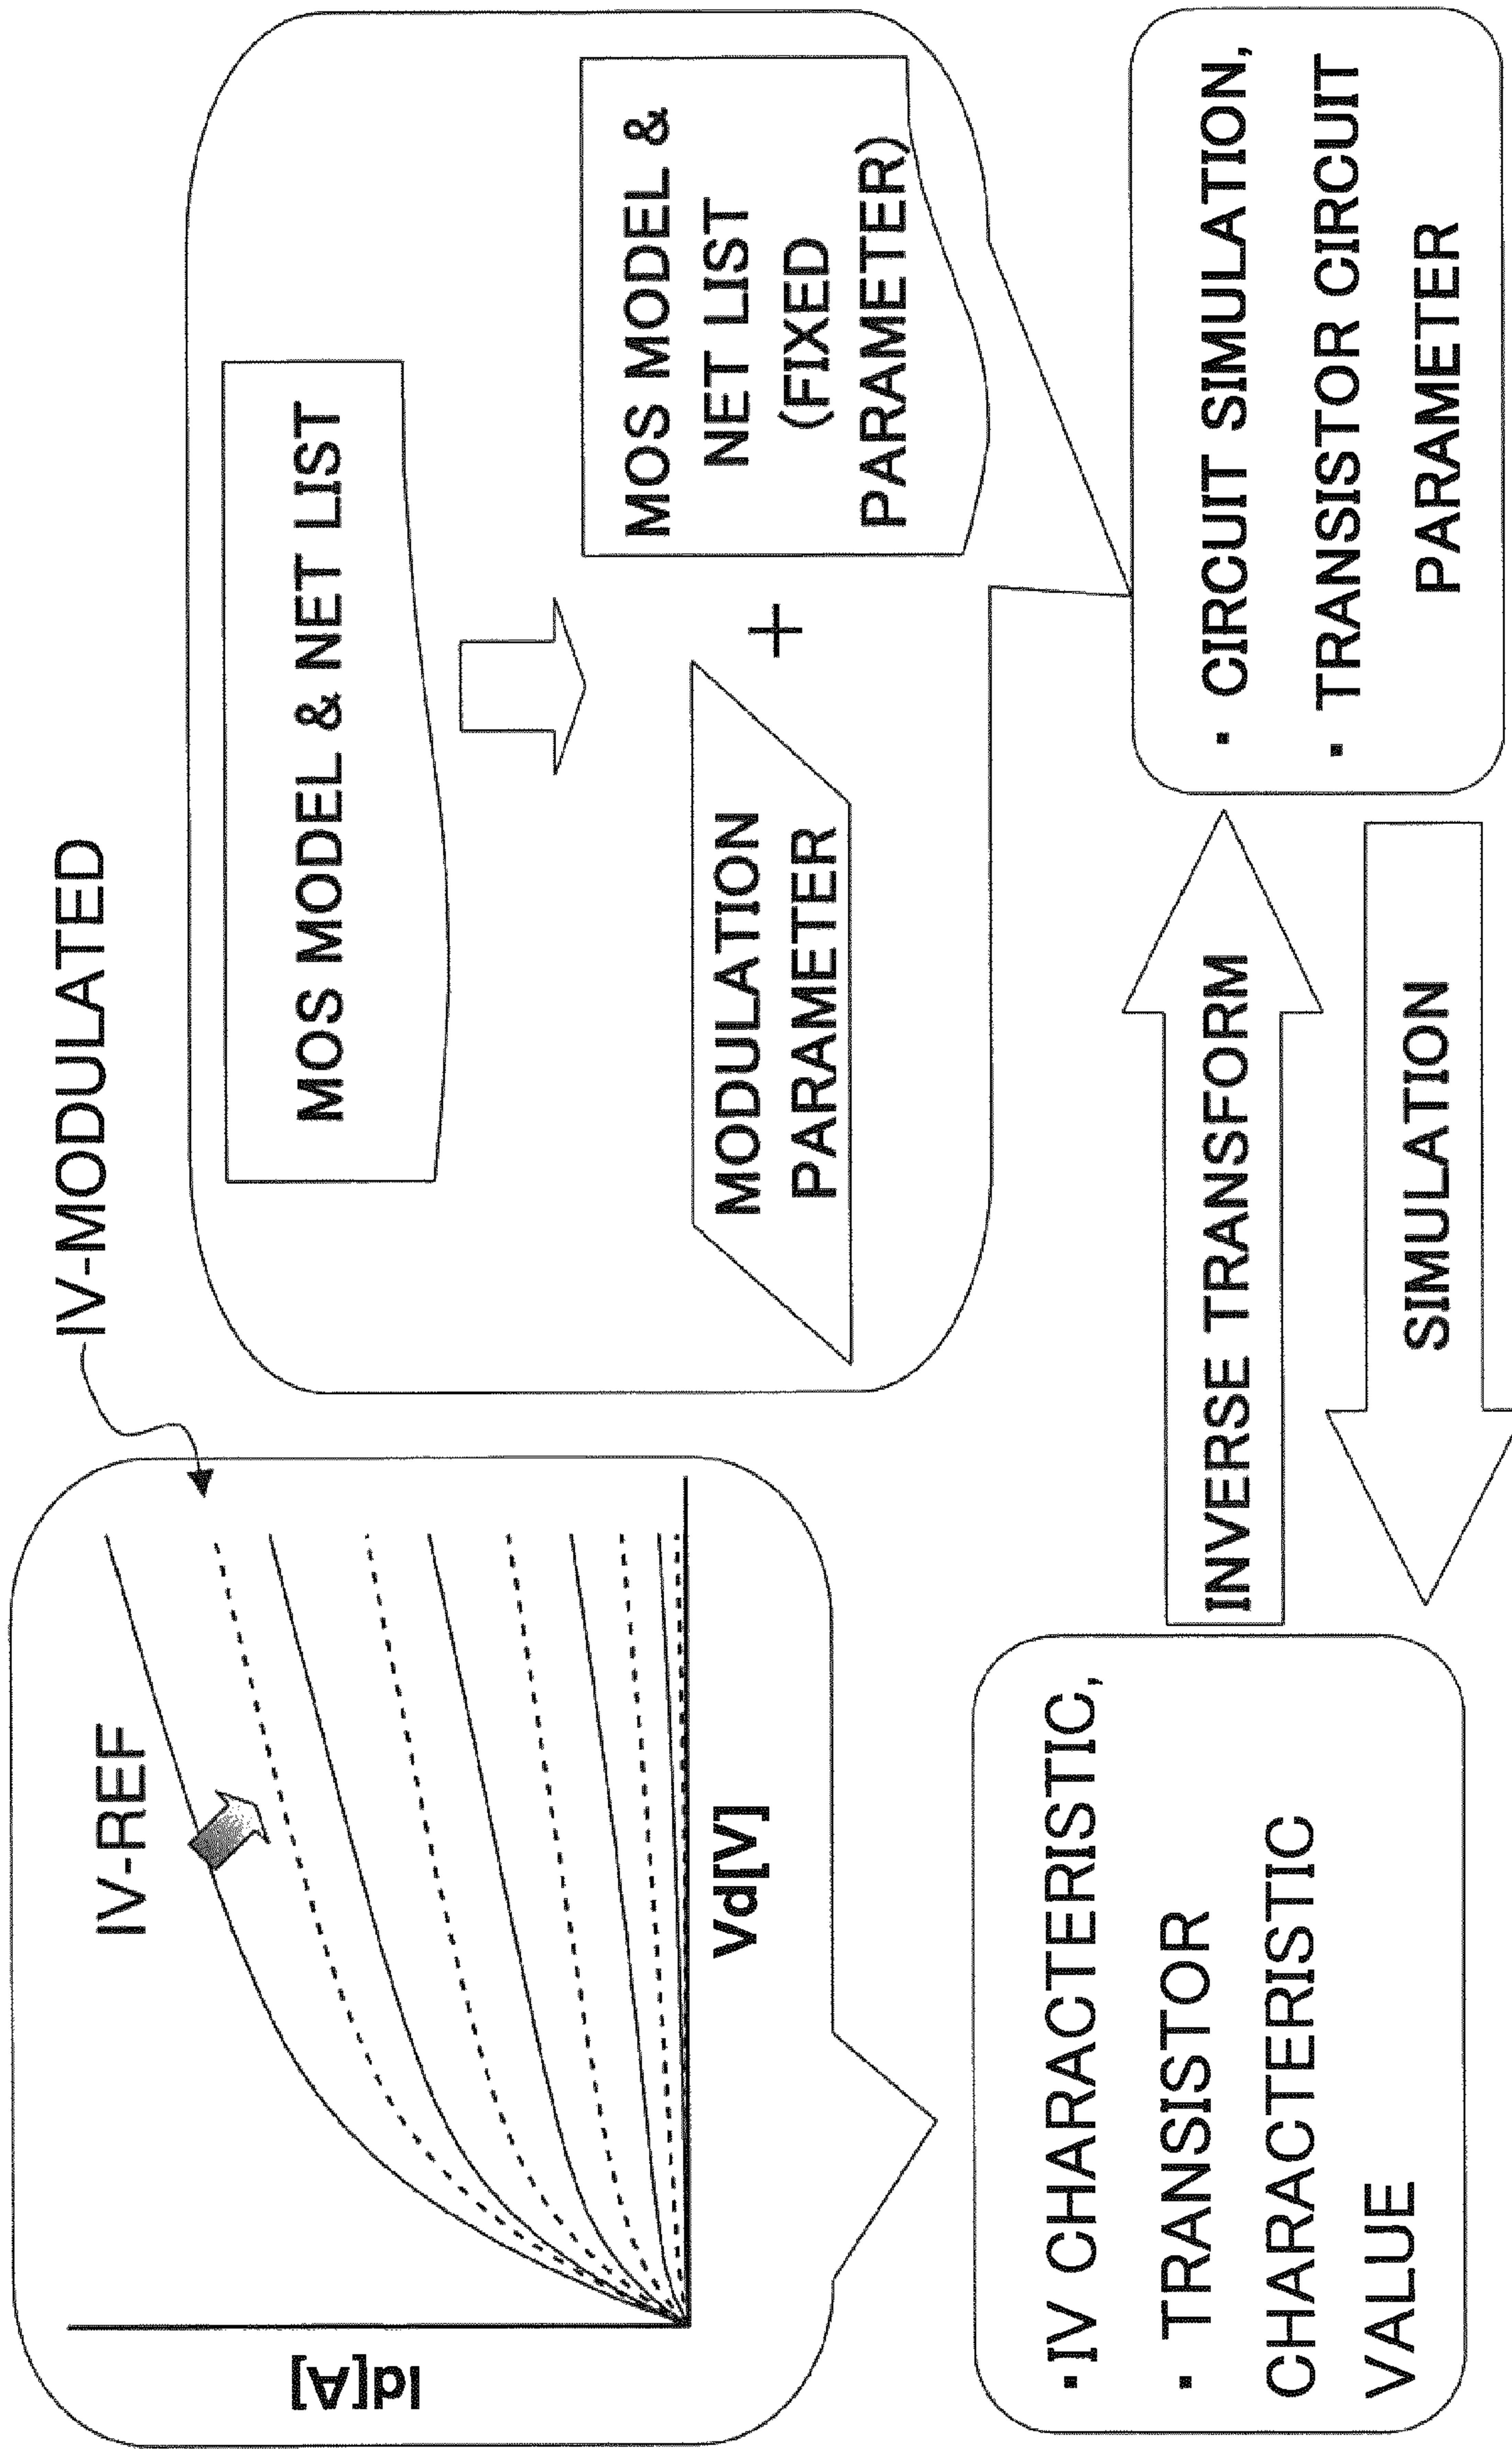 IV-MODULATED
IV-REF
Id[A]
Vd[V]
MOS MODEL & NET LIST
MODULATION
PARAMETER
+
MOS MODEL &
NET LIST
(FIXED
PARAMETER)
▪ IV CHARACTERISTIC,
▪ TRANSISTOR
CHARACTERISTIC
VALUE
INVERSE TRANSFORM
SIMULATION
▪ CIRCUIT SIMULATION,
▪ TRANSISTOR CIRCUIT
PARAMETER